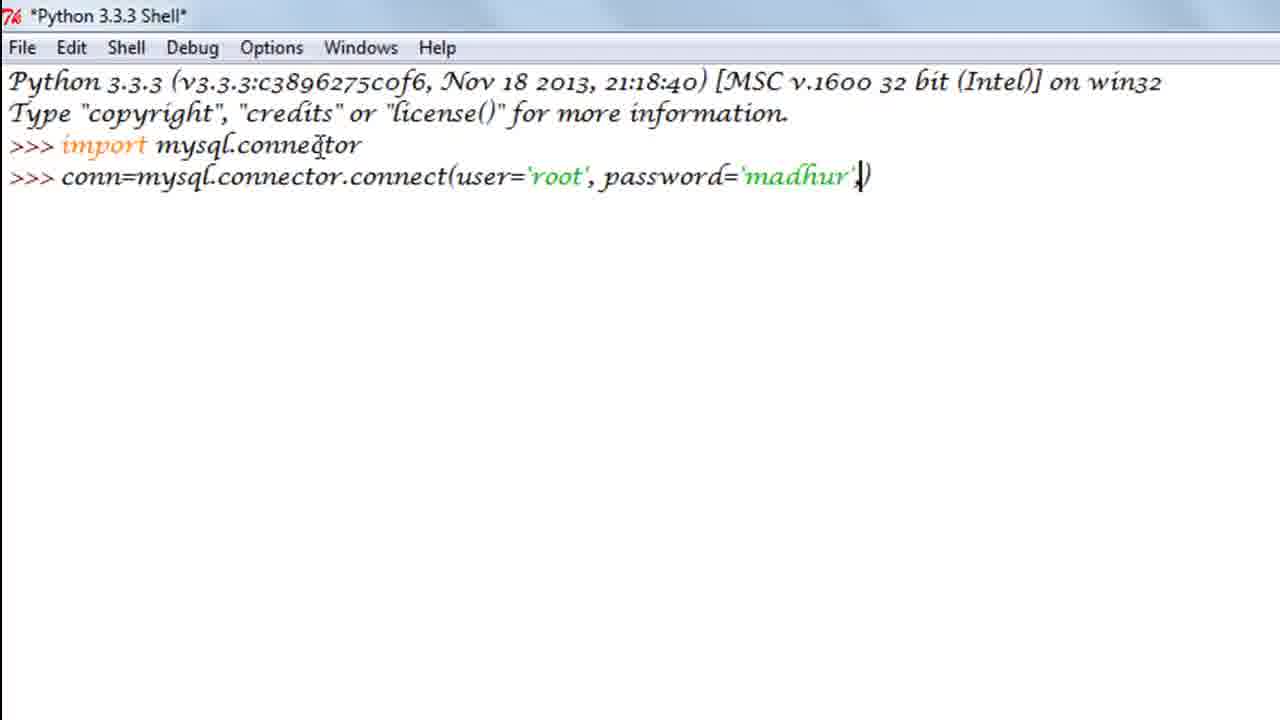 *Python 3.3.3 Shell*
File Edit Shell Debug Options Windows Help
Python 3.3.3 (v3.3.3:c3896275c0f6, Nov 18 2013, 21:18:40) [MSC v.1600 32 bit (Intel)] on win32
Type "copyright", "credits" or "license()" for more information.
>>> import mysql.connector
>>> conn=mysql.connector.connect(user='root', password='madhur',)